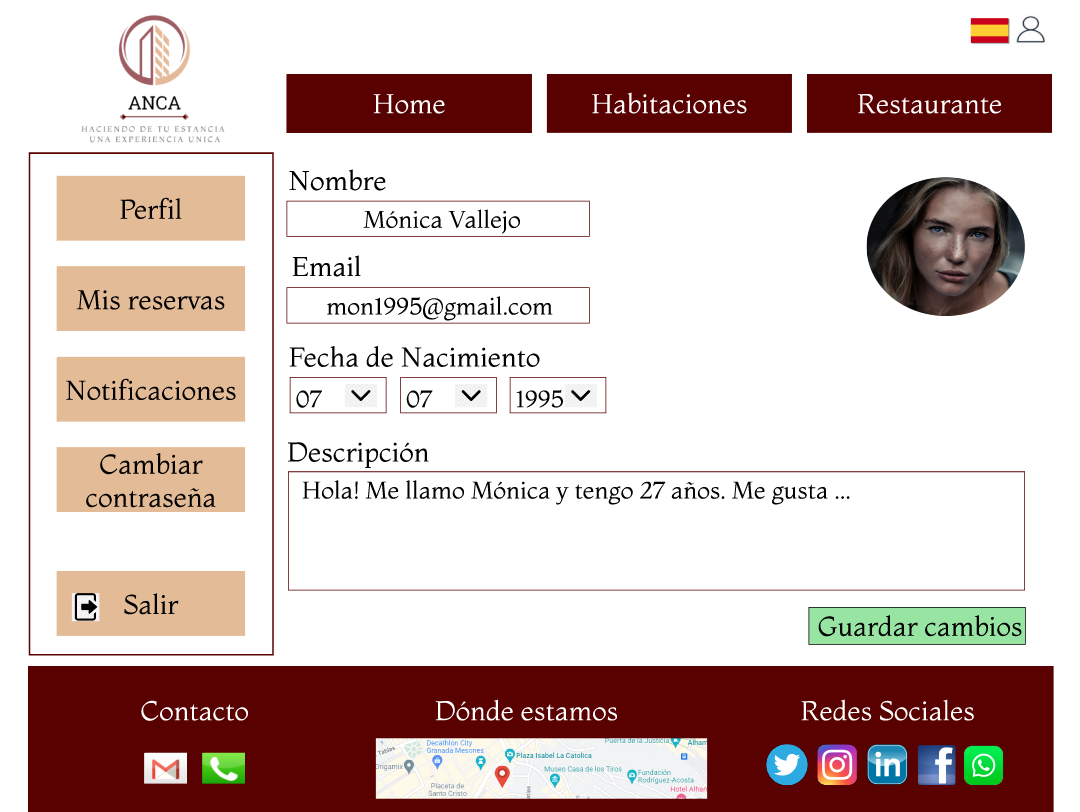 ANCA
HACIENDO DE TU ESTANCIA
UNA EXPERIENCIA UNICA
Home
Habitaciones
Restaurante
Perfil
Mis reservas
Notificaciones
Cambiar
contraseña
Salir
Nombre
Mónica Vallejo
Email
mon1995@gmail.com
Fecha de Nacimiento
07
07
1995
Descripción
Hola! Me llamo Mónica y tengo 27 años. Me gusta ...
Guardar cambios
Contacto
Dónde estamos
Tablas
Decathlon City
Granada Mesones
Origamix
Placeta de
Santo Cristo
Plaza Isabel La Catolica
Museo Casa de los Tiros
Puerta de la Justicia
Alham
Fundación
Rodríguez-Acosta
Hotel Alham
Redes Sociales
in
f